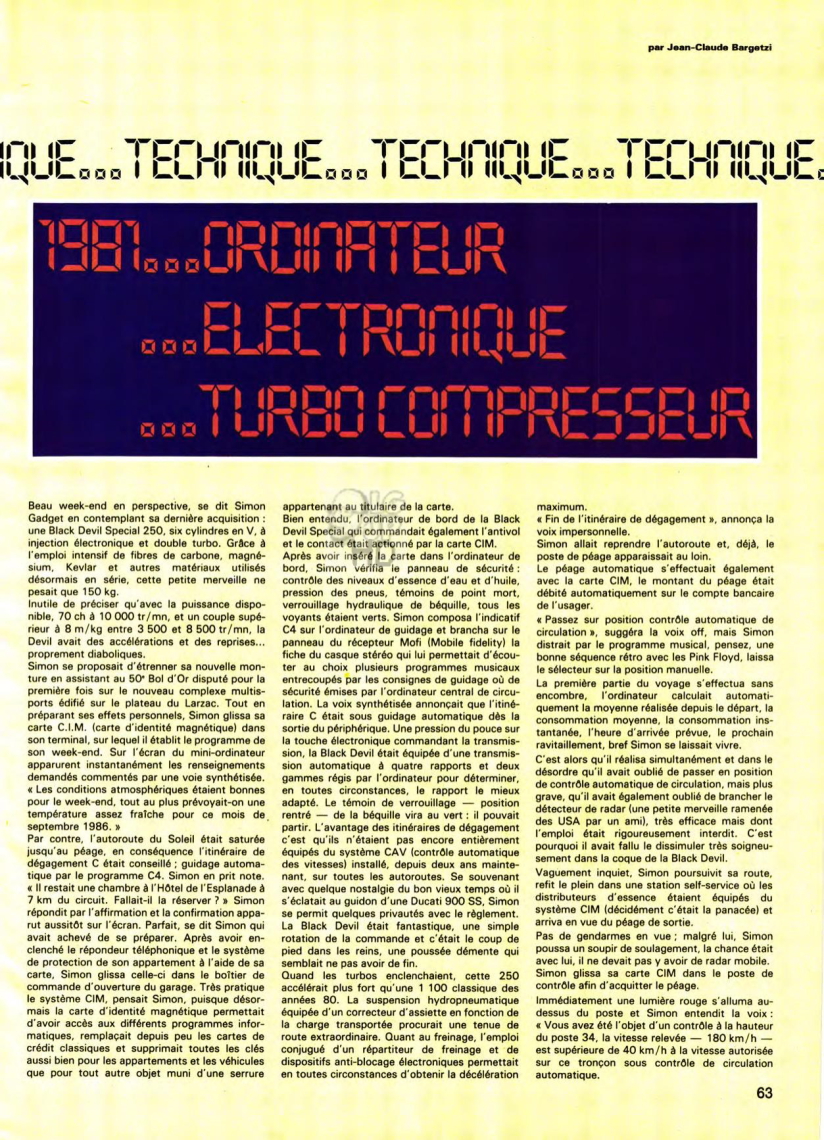 par Jean-Claude Bargetzi
IQUE...TECHNIQUE...TECHNIQUE...TECHNIQUE.
1981...ORDINATEUR
...ELECTRONIQUE
...TURBO COMPRESSEUR
Beau week-end en perspective, se dit Simon
Gadget en contemplant sa dernière acquisition :
une Black Devil Special 250, six cylindres en V, à
injection électronique et double turbo. Grâce à
l'emploi intensif de fibres de carbone, magné-
sium, Kevlar et autres matériaux utilisés
désormais en série, cette petite merveille ne
pesait que 150 kg.
Inutile de préciser qu'avec la puissance dispo-
nible, 70 ch à 10 000 tr/mn, et un couple supé-
rieur à 8 m/kg entre 3 500 et 8 500 tr/mn, la
Devil avait des accélérations et des reprises...
proprement diaboliques.
Simon se proposait d'étrenner sa nouvelle mon-
ture en assistant au 50e Bol d'Or disputé pour la
première fois sur le nouveau complexe multis-
ports édifié sur le plateau du Larzac. Tout en
préparant ses effets personnels, Simon glissa sa
carte C.I.M. (carte d'identité magnétique) dans
son terminal, sur lequel il établit le programme de
son week-end. Sur l'écran du mini-ordinateur
apparurent instantanément les renseignements
demandés commentés par une voie synthétisée.
« Les conditions atmosphériques étaient bonnes
pour le week-end, tout au plus prévoyait-on une
température assez fraîche pour ce mois de
septembre 1986. »
Par contre, l'autoroute du Soleil était saturée
jusqu'au péage, en conséquence l'itinéraire de
dégagement C était conseillé ; guidage automa-
tique par le programme C4. Simon en prit note.
« Il restait une chambre à l'Hôtel de l'Esplanade à
7 km du circuit. Fallait-il la réserver ? » Simon
répondit par l'affirmation et la confirmation appa-
rut aussitôt sur l'écran. Parfait, se dit Simon qui
avait achevé de se préparer. Après avoir en-
clenché le répondeur téléphonique et le système
de protection de son appartement à l'aide de sa
carte, Simon glissa celle-ci dans le boîtier de
commande d'ouverture du garage. Très pratique
le système CIM, pensait Simon, puisque désor-
mais la carte d'identité magnétique permettait
d'avoir accès aux différents programmes infor-
matiques, remplaçait depuis peu les cartes de
crédit classiques et supprimait toutes les clés
aussi bien pour les appartements et les véhicules
que pour tout autre objet muni d'une serrure
appartenant au titulaire de la carte.
Bien entendu, l'ordinateur de bord de la Black
Devil Special qui commandait également l'antivol
et le contact était actionné par la carte CIM.
Après avoir inséré la carte dans l'ordinateur de
bord, Simon vérifia le panneau de sécurité :
contrôle des niveaux d'essence d'eau et d'huile,
pression des pneus, témoins de point mort,
verrouillage hydraulique de béquille, tous les
voyants étaient verts. Simon composa l'indicatif
C4 sur l'ordinateur de guidage et brancha sur le
panneau du récepteur Mofi (Mobile fidelity) la
fiche du casque stéréo qui lui permettait d'écou-
ter au choix plusieurs programmes musicaux
entrecoupés par les consignes de guidage où de
sécurité émises par l'ordinateur central de circu-
lation. La voix synthétisée annonçait que l'itiné-
raire C était sous guidage automatique dès la
sortie du périphérique. Une pression du pouce sur
la touche électronique commandant la transmis-
sion, la Black Devil était équipée d'une transmis-
sion automatique à quatre rapports et deux
gammes régis par l'ordinateur pour déterminer,
en toutes circonstances, le rapport le mieux
adapté. Le témoin de verrouillage — position
rentré — de la béquille vira au vert : il pouvait
partir. L'avantage des itinéraires de dégagement
c'est qu'ils n'étaient pas encore entièrement
équipés du système CAV (contrôle automatique
des vitesses) installé, depuis deux ans mainte-
nant, sur toutes les autoroutes. Se souvenant
avec quelque nostalgie du bon vieux temps où il
s'éclatait au guidon d'une Ducati 900 SS, Simon
se permit quelques privautés avec le règlement.
La Black Devil était fantastique, une simple
rotation de la commande et c'était le coup de
pied dans les reins, une poussée démente qui
semblait ne pas avoir de fin.
Quand les turbos enclenchaient, cette 250
accélérait plus fort qu'une 1 100 classique des
années 80. La suspension hydropneumatique
équipée d'un correcteur d'assiette en fonction de
la charge transportée procurait une tenue de
route extraordinaire. Quant au freinage, l'emploi
conjugué d'un répartiteur de freinage et de
dispositifs anti-blocage électroniques permettait
en toutes circonstances d'obtenir la décélération
maximum.
« Fin de l'itinéraire de dégagement », annonça la
voix impersonnelle.
Simon allait reprendre l'autoroute et, déjà, le
poste de péage apparaissait au loin.
Le péage automatique s'effectuait également
avec la carte CIM, le montant du péage était
débité automatiquement sur le compte bancaire
de l'usager.
« Passez sur position contrôle automatique de
circulation », suggéra la voix off, mais Simon
distrait par le programme musical, pensez, une
bonne séquence rétro avec les Pink Floyd, laissa
le sélecteur sur la position manuelle.
La première partie du voyage s'effectua sans
encombre, l'ordinateur calculait automati-
quement la moyenne réalisée depuis le départ, la
consommation moyenne, la consommation ins-
tantanée, l'heure d'arrivée prévue, le prochain
ravitaillement, bref Simon se laissait vivre.
C'est alors qu'il réalisa simultanément et dans le
désordre qu'il avait oublié de passer en position
de contrôle automatique de circulation, mais plus
grave, qu'il avait également oublié de brancher le
détecteur de radar (une petite merveille ramenée
des USA par un ami), très efficace mais dont
l'emploi était rigoureusement interdit. C'est
pourquoi il avait fallu le dissimuler très soigneu-
sement dans la coque de la Black Devil.
Vaguement inquiet, Simon poursuivit sa route,
refit le plein dans une station self-service où les
distributeurs d'essence étaient équipés du
système CIM (décidément c'était la panacée) et
arriva en vue du péage de sortie.
Pas de gendarmes en vue ; malgré lui, Simon
poussa un soupir de soulagement, la chance était
avec lui, il ne devait pas y avoir de radar mobile.
Simon glissa sa carte CIM dans le poste de
contrôle afin d'acquitter le péage.
Immédiatement une lumière rouge s'alluma au-
dessus du poste et Simon entendit la voix :
« Vous avez été l'objet d'un contrôle à la hauteur
du poste 34, la vitesse relevée — 180 km/h —
est supérieure de 40 km/h à la vitesse autorisée
sur ce tronçon sous contrôle de circulation
automatique.
63